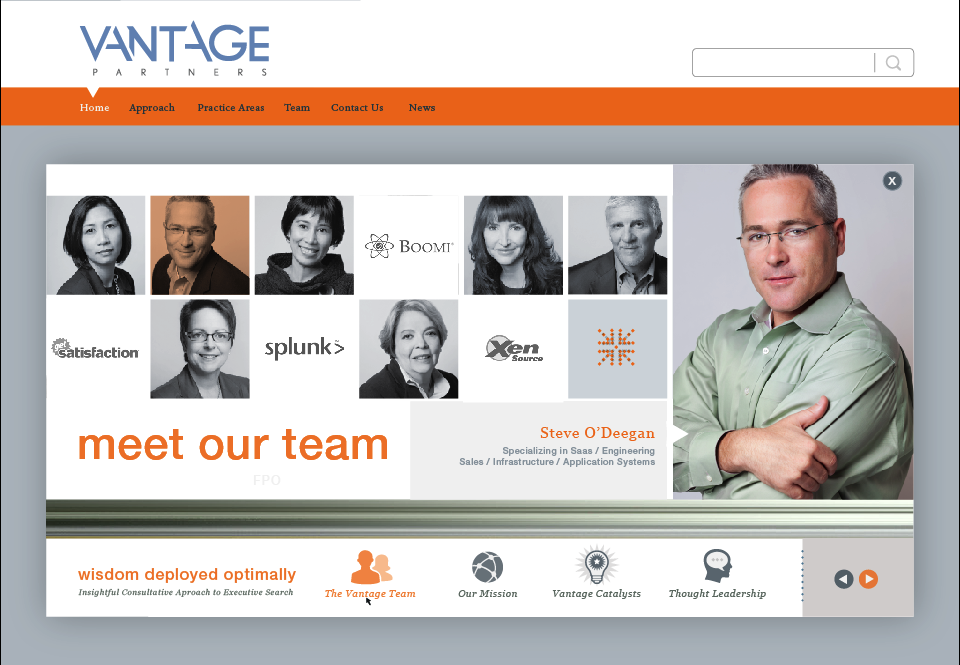 VANTAGE
PARTNERS
Home Approach Practice Areas Team Contact Us News
X
BOOMI
get
satisfaction
splunk>
Xen
Source
meet our team
FPO
Steve O'Deegan
Specializing in Saas / Engineering
Sales / Infrastructure / Application Systems
wisdom deployed optimally
Insightful Consultative Aproach to Executive Search
The Vantage Team
Our Mission
Vantage Catalysts
Thought Leadership